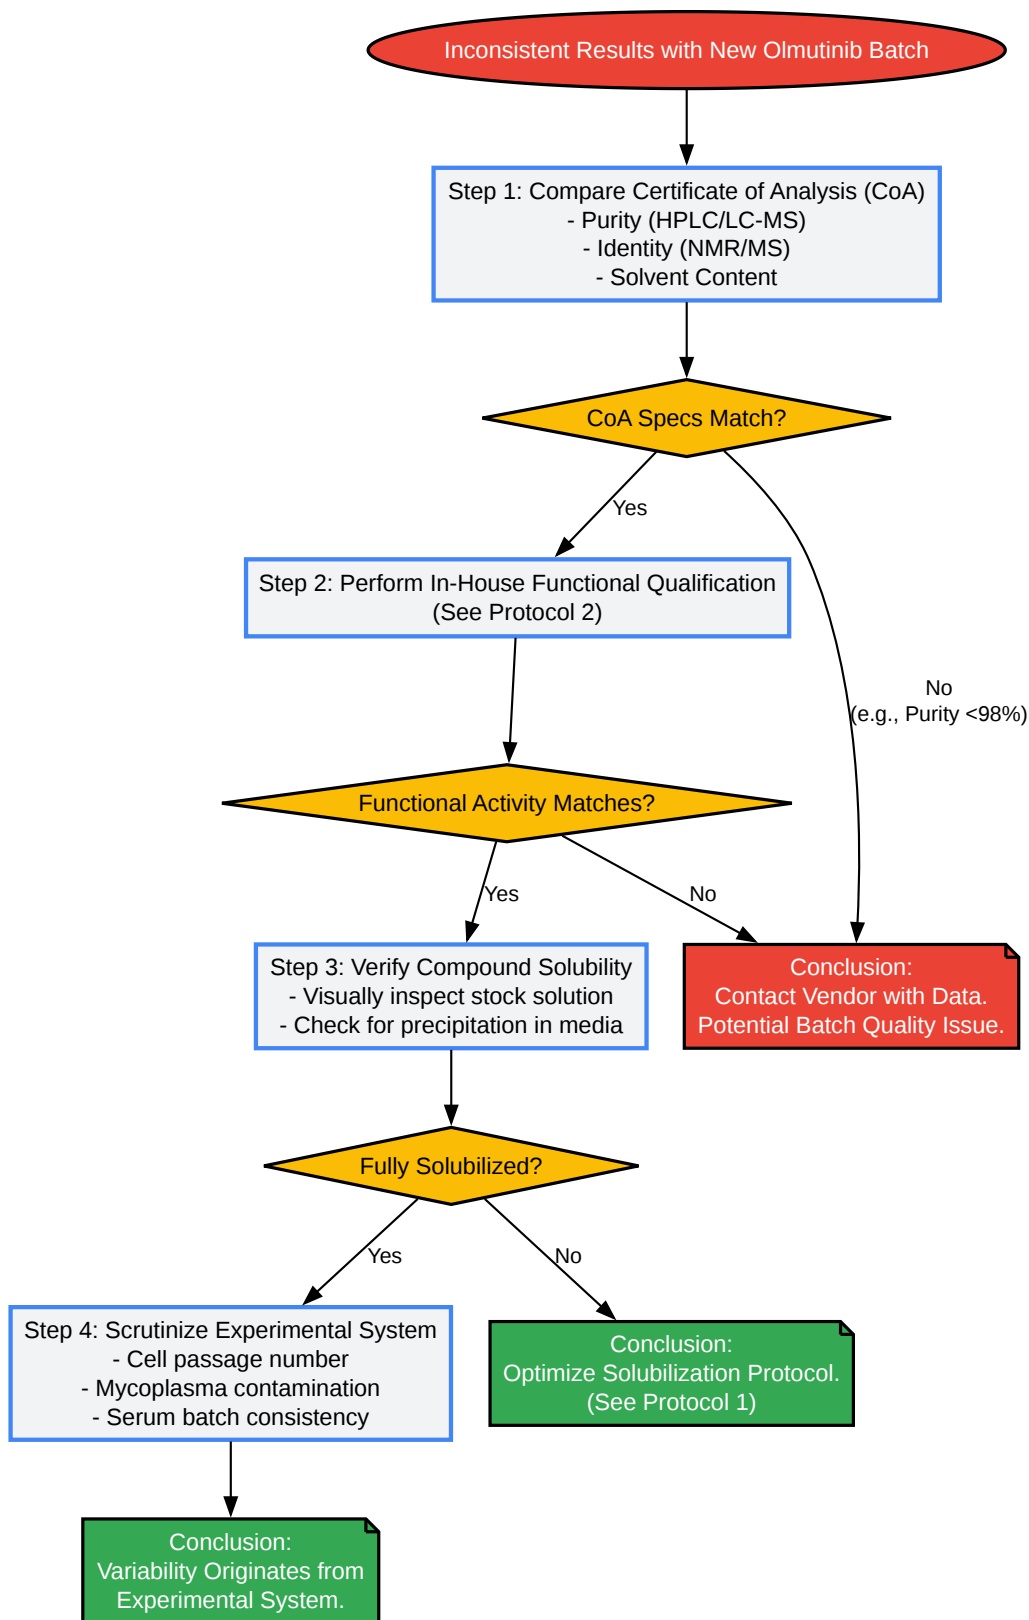 Inconsistent Results with New Olmutinib Batch
Step 1: Compare Certificate of Analysis (CoA)
- Purity (HPLC/LC-MS)
- Identity (NMR/MS)
- Solvent Content
CoA Specs Match?
Yes
Step 2: Perform In-House Functional Qualification
(See Protocol 2)
No
(e.g., Purity <98%)
Functional Activity Matches?
Yes
No
Step 3: Verify Compound Solubility
- Visually inspect stock solution
- Check for precipitation in media
Conclusion:
Contact Vendor with Data.
Potential Batch Quality Issue.
Fully Solubilized?
Yes
No
Step 4: Scrutinize Experimental System
- Cell passage number
- Mycoplasma contamination
- Serum batch consistency
Conclusion:
Optimize Solubilization Protocol.
(See Protocol 1)
Conclusion:
Variability Originates from
Experimental System.